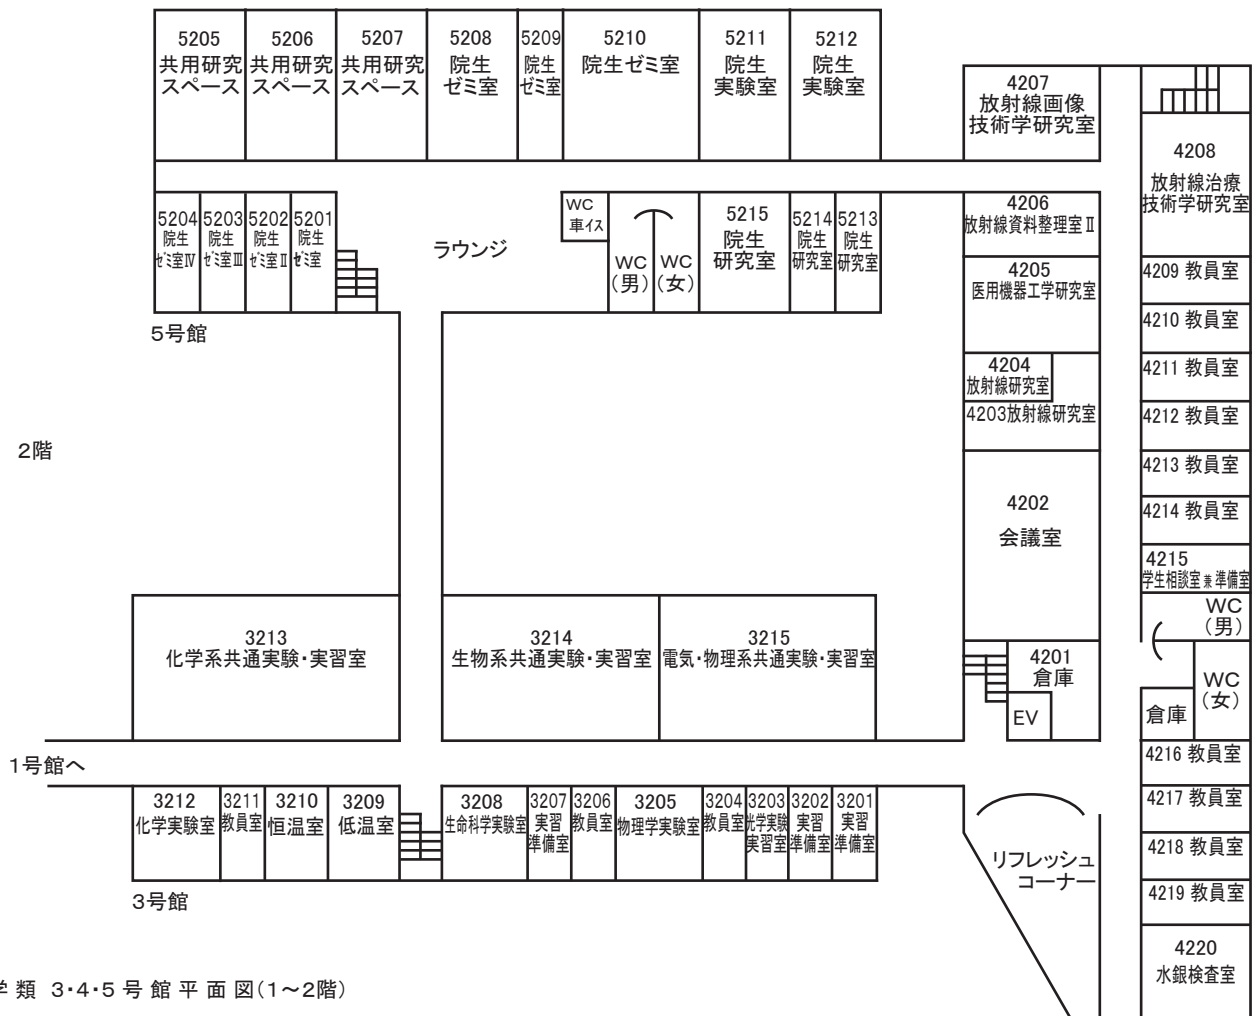 5205
共用研究
スペース
5206
共用研究
スペース
5207
共用研究
スペース
5208
院生
ゼミ室
5209
院生
ゼミ室
5210
院生ゼミ室
5211
院生
実験室
5212
院生
実験室
4207
放射線画像
技術学研究室
4208
放射線治療
技術学研究室
5204
院生
ゼミ室Ⅳ
5203
院生
ゼミ室Ⅲ
5202
院生
ゼミ室Ⅱ
5201
院生
ゼミ室
ラウンジ
WC
車イス
WC
(男)
WC
(女)
5215
院生
研究室
5214
院生
研究室
5213
院生
研究室
4206
放射線資料整理室Ⅱ
4205
医用機器工学研究室
4209 教員室
4210 教員室
5号館
4204
放射線研究室
4203放射線研究室
4211 教員室
4212 教員室
2階
4213 教員室
4202
会議室
4214 教員室
4215
学生相談室兼準備室
WC
(男)
3213
化学系共通実験・実習室
3214
生物系共通実験・実習室
3215
電気・物理系共通実験・実習室
4201
倉庫
EV
WC
(女)
倉庫
1号館へ
4216 教員室
3212
化学実験室
3211
教員室
3210
恒温室
3209
低温室
3208
生命科学実験室
3207
実習
準備室
3206
教員室
3205
物理学実験室
3204
教員室
3203
光学実験
実習室
3202
実習
準備室
3201
実習
準備室
4217 教員室
4218 教員室
リフレッシュ
コーナー
4219 教員室
3号館
4220
水銀検査室
類 3・4・5号館平面図(1〜2階)